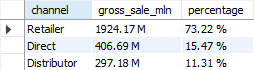 channel gross_sale_mln percentage
Retailer 1924.17 M 73.22 %
Direct 406.69 M 15.47 %
Distributor 297.18 M 11.31 %